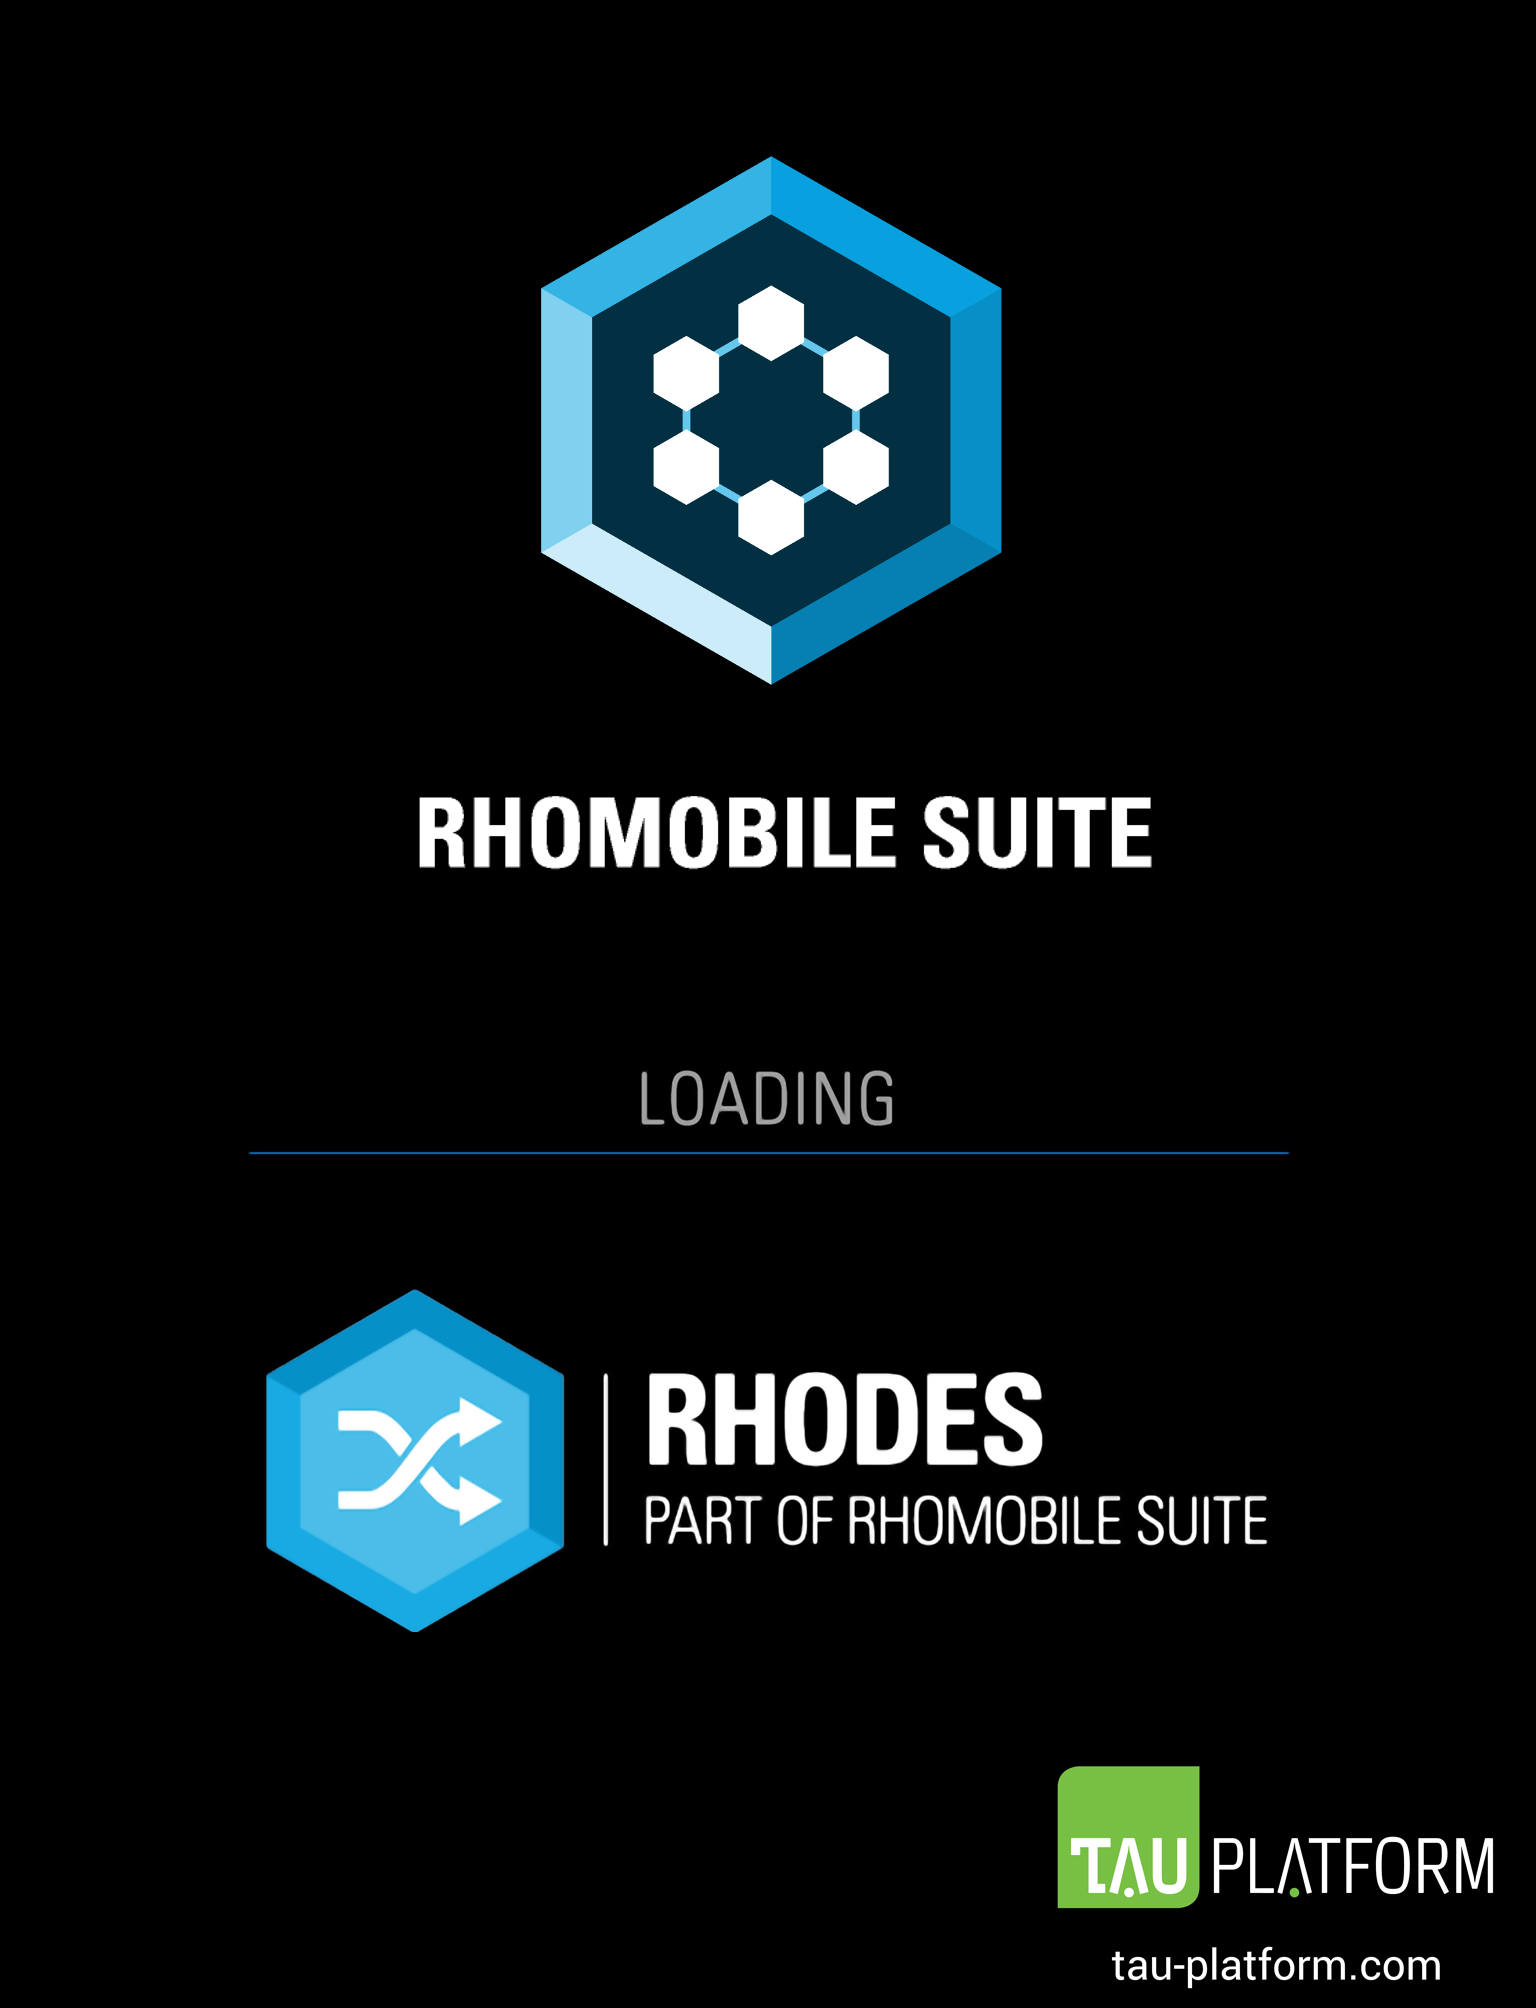 RHOMOBILE SUITE
LOADING
RHODES
PART OF RHOMOBILE SUITE
TAU PLATFORM
tau-platform.com